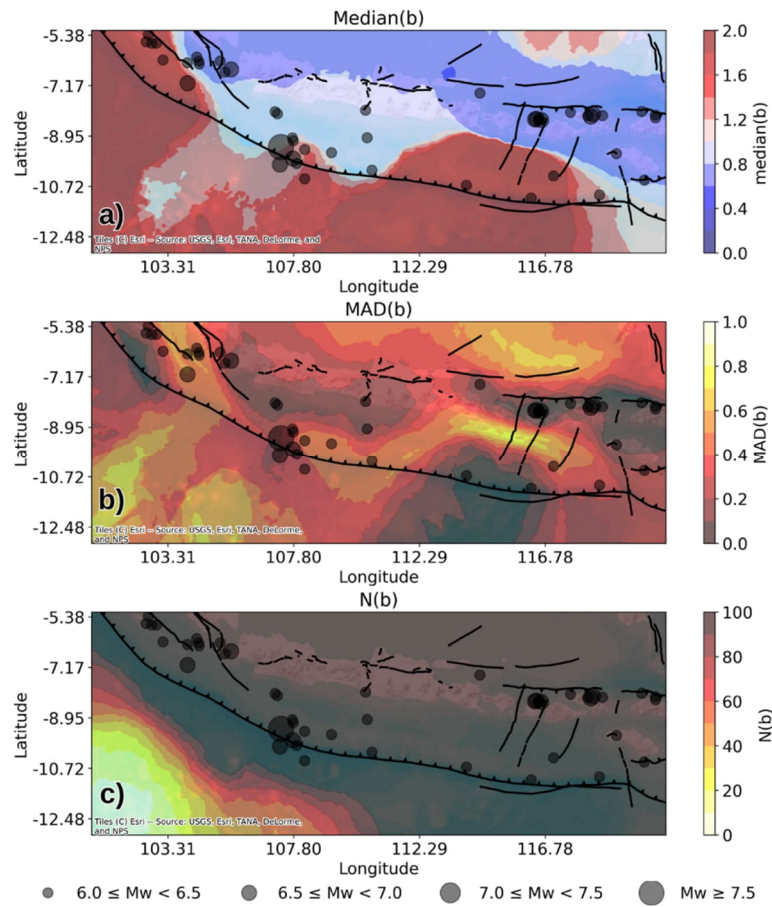 Median(b)
-5.38
-7.17
-8.95
-10.72
-12.48
Latitude
a)
Tiles (C) Esri -- Source: USGS, Esri, TANA, DeLorme, and
NPS
103.31 107.80 112.29 116.78
Longitude
2.0
1.6
1.2
0.8
0.4
0.0
median(b)
MAD(b)
-5.38
-7.17
-8.95
-10.72
-12.48
Latitude
b)
Tiles (C) Esri -- Source: USGS, Esri, TANA, DeLorme,
and NPS
103.31 107.80 112.29 116.78
Longitude
1.0
0.8
0.6
0.4
0.2
0.0
MAD(b)
N(b)
-5.38
-7.17
-8.95
-10.72
-12.48
Latitude
c)
Tiles (C) Esri -- Source: USGS, Esri, TANA, DeLorme,
and NPS
103.31 107.80 112.29 116.78
Longitude
100
80
60
40
20
0
N(b)
6.0 ≤ Mw < 6.5 6.5 ≤ Mw < 7.0 7.0 ≤ Mw < 7.5 Mw ≥ 7.5